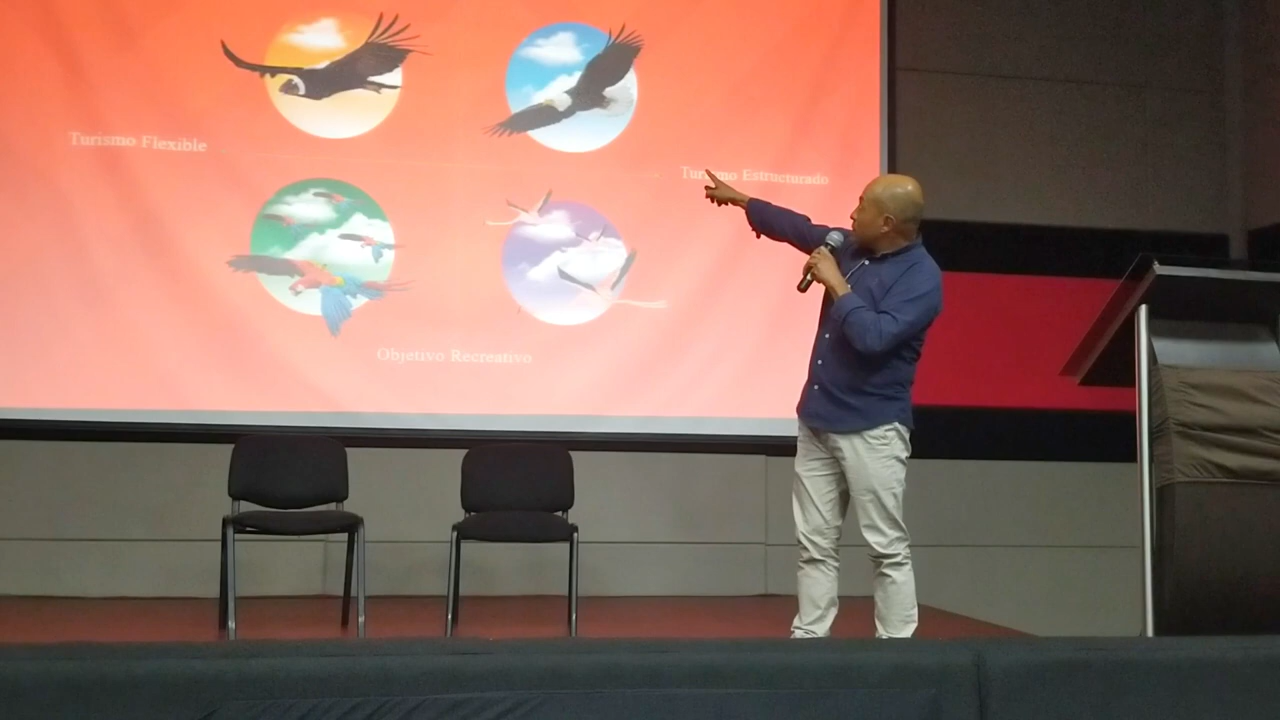 Turismo Flexible
Turismo Estructurado
Objetivo Recreativo